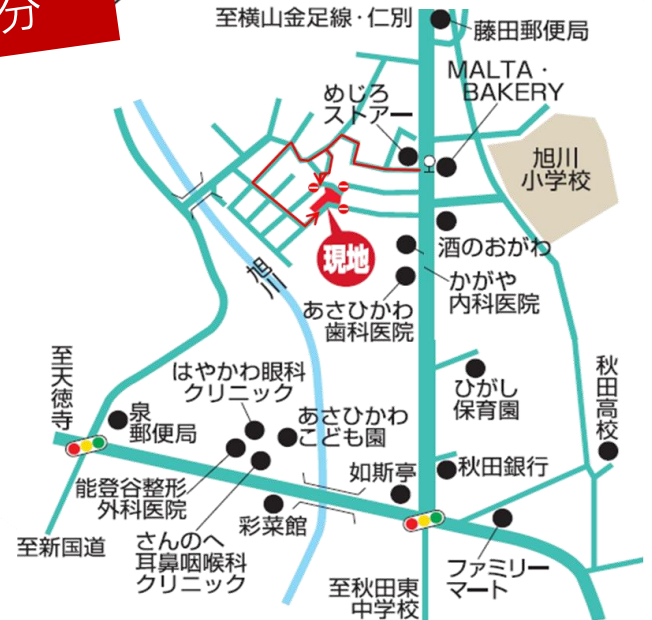 分
至横山金足線・仁別
藤田郵便局
MALTA・
BAKERY
めじろ
ストアー
旭川
小学校
現地
旭川
酒のおがわ
かがや
内科医院
あさひかわ
歯科医院
至天徳寺
はやかわ眼科
クリニック
ひがし
保育園
秋田高校
泉
郵便局
あさひかわ
こども園
如斯亭
秋田銀行
能登谷整形
外科医院
彩菜館
さんのへ
耳鼻咽喉科
クリニック
至新国道
ファミリー
マート
至秋田東
中学校